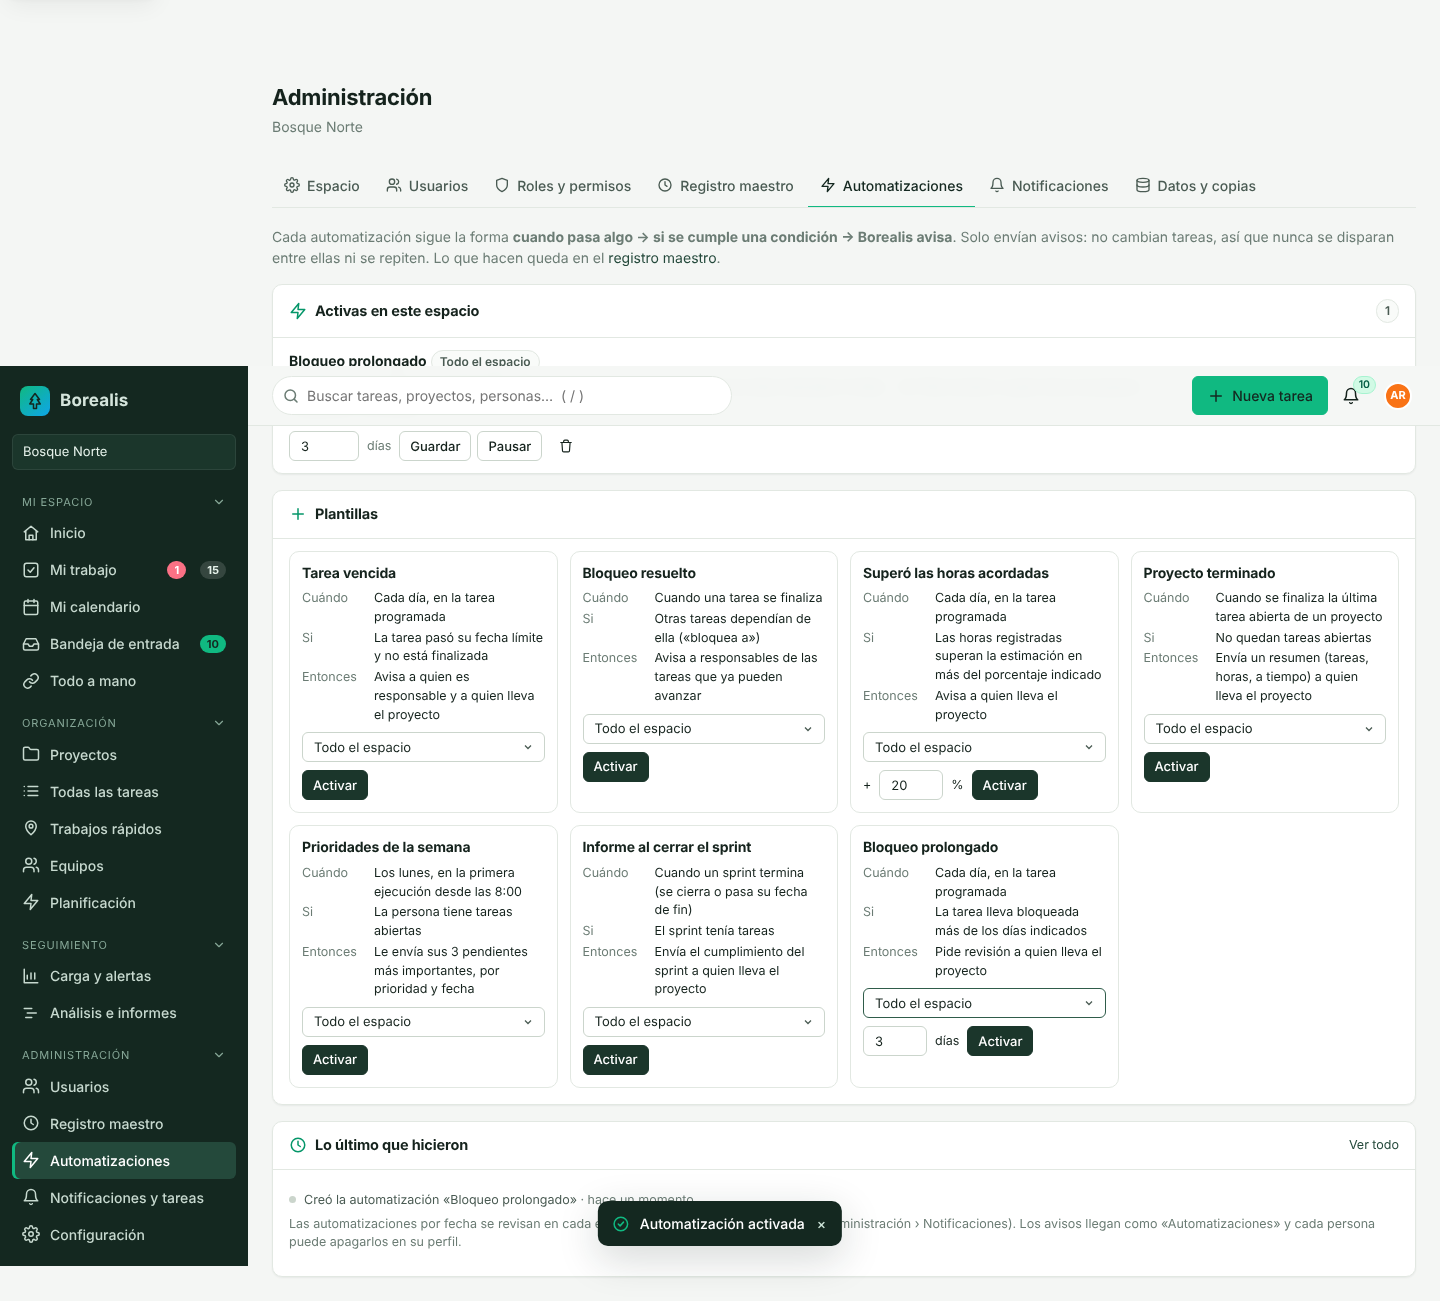 Administración
Bosque Norte
Espacio
Usuarios
Roles y permisos
Registro maestro
Automatizaciones
Notificaciones
Datos y copias
Cada automatización sigue la forma cuando pasa algo → si se cumple una condición → Borealis avisa. Solo envían avisos: no cambian tareas, así que nunca se disparan
entre ellas ni se repiten. Lo que hacen queda en el registro maestro.
Activas en este espacio
1
Bloqueo prolongado Todo el espacio
Borealis
Buscar tareas, proyectos, personas... ( / )
+ Nueva tarea
10
AR
Bosque Norte
3 días Guardar Pausar
MI ESPACIO
Inicio
Mi trabajo 1 15
Mi calendario
Bandeja de entrada 10
Todo a mano
ORGANIZACIÓN
Proyectos
Todas las tareas
Trabajos rápidos
Equipos
Planificación
SEGUIMIENTO
Carga y alertas
Análisis e informes
ADMINISTRACIÓN
Usuarios
Registro maestro
Automatizaciones
Notificaciones y tareas
Configuración
Plantillas
Tarea vencida
Cuándo Cada día, en la tarea
programada
Si La tarea pasó su fecha límite
y no está finalizada
Entonces Avisa a quien es
responsable y a quien lleva
el proyecto
Todo el espacio
Activar
Bloqueo resuelto
Cuándo Cuando una tarea se finaliza
Si Otras tareas dependían de
ella («bloquea a»)
Entonces Avisa a responsables de las
tareas que ya pueden
avanzar
Todo el espacio
Activar
Superó las horas acordadas
Cuándo Cada día, en la tarea
programada
Si Las horas registradas
superan la estimación en
más del porcentaje indicado
Entonces Avisa a quien lleva el
proyecto
Todo el espacio
+ 20 % Activar
Proyecto terminado
Cuándo Cuando se finaliza la última
tarea abierta de un proyecto
Si No quedan tareas abiertas
Entonces Envía un resumen (tareas,
horas, a tiempo) a quien
lleva el proyecto
Todo el espacio
Activar
Prioridades de la semana
Cuándo Los lunes, en la primera
ejecución desde las 8:00
Si La persona tiene tareas
abiertas
Entonces Le envía sus 3 pendientes
más importantes, por
prioridad y fecha
Todo el espacio
Activar
Informe al cerrar el sprint
Cuándo Cuando un sprint termina
(se cierra o pasa su fecha
de fin)
Si El sprint tenía tareas
Entonces Envía el cumplimiento del
sprint a quien lleva el
proyecto
Todo el espacio
Activar
Bloqueo prolongado
Cuándo Cada día, en la tarea
programada
Si La tarea lleva bloqueada
más de los días indicados
Entonces Pide revisión a quien lleva el
proyecto
Todo el espacio
3 días Activar
Lo último que hicieron
Ver todo
Creó la automatización «Bloqueo prolongado» · hace un momento
Las automatizaciones por fecha se revisan en cada ministración › Notificaciones). Los avisos llegan como «Automatizaciones» y cada persona
puede apagarlos en su perfil.
Automatización activada ×